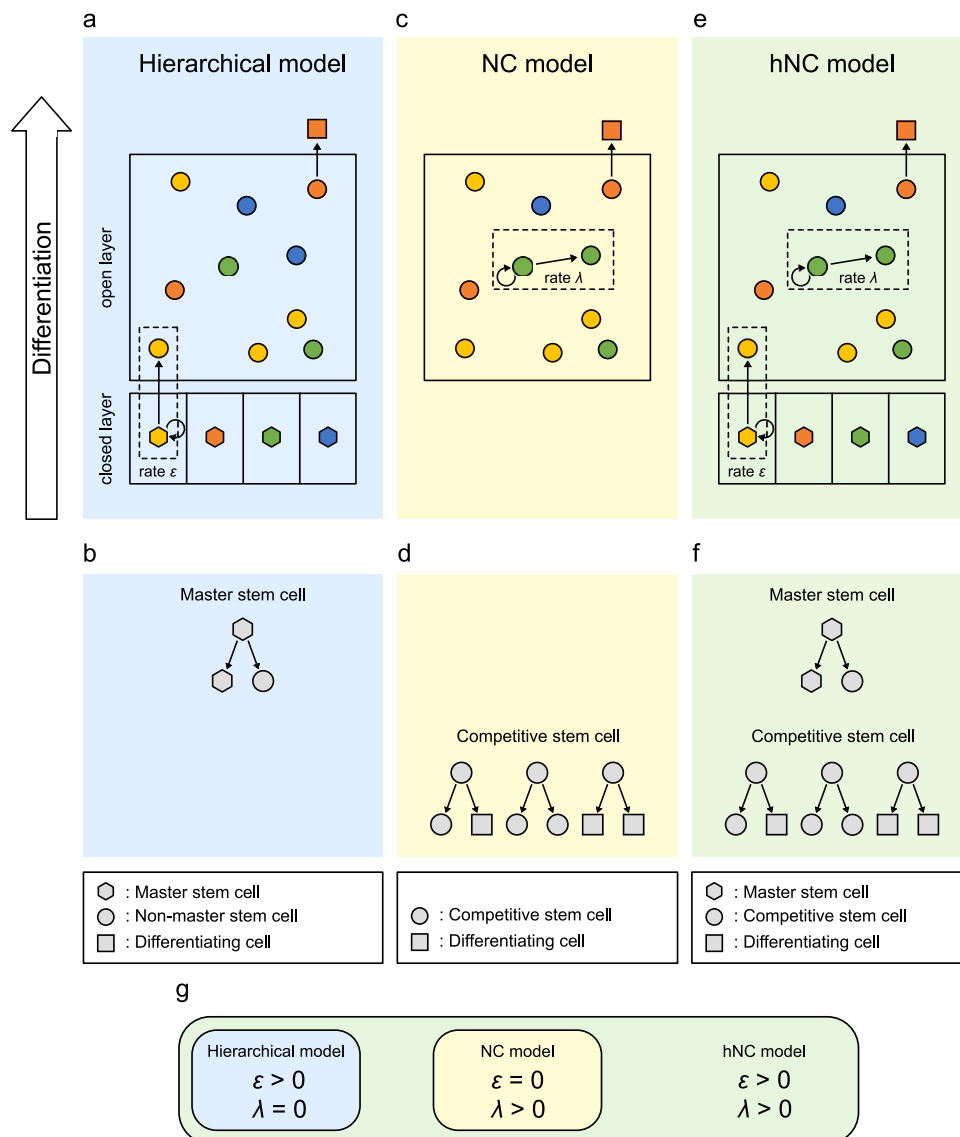 a
Hierarchical model
Differentiation
open layer
closed layer
rate ε
c
NC model
rate λ
e
hNC model
rate λ
rate ε
b
Master stem cell
d
Competitive stem cell
f
Master stem cell
Competitive stem cell
: Master stem cell
: Non-master stem cell
: Differentiating cell
: Competitive stem cell
: Differentiating cell
: Master stem cell
: Competitive stem cell
: Differentiating cell
g
Hierarchical model
ε > 0
λ = 0
NC model
ε = 0
λ > 0
hNC model
ε > 0
λ > 0